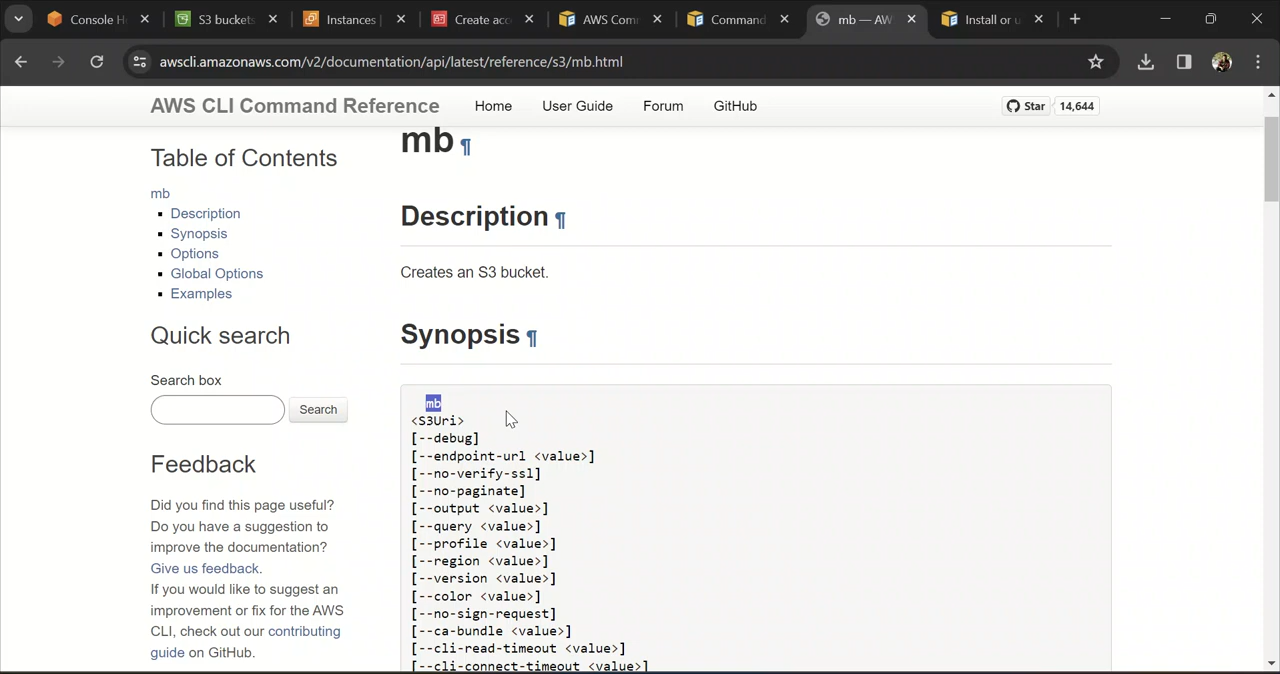 Console H
S3 buckets
Instances
Create acc
AWS Com
Command
mb — AW
Install or u
awscli.amazonaws.com/v2/documentation/api/latest/reference/s3/mb.html
AWS CLI Command Reference
Home
User Guide
Forum
GitHub
Star
14,644
Table of Contents
mb
Description
Synopsis
Options
Global Options
Examples
Quick search
Search box
Search
Feedback
Did you find this page useful?
Do you have a suggestion to
improve the documentation?
Give us feedback.
If you would like to suggest an
improvement or fix for the AWS
CLI, check out our contributing
guide on GitHub.
mb ¶
Description ¶
Creates an S3 bucket.
Synopsis ¶
mb
<S3Uri>
[--debug]
[--endpoint-url <value>]
[--no-verify-ssl]
[--no-paginate]
[--output <value>]
[--query <value>]
[--profile <value>]
[--region <value>]
[--version <value>]
[--color <value>]
[--no-sign-request]
[--ca-bundle <value>]
[--cli-read-timeout <value>]
[--cli-connect-timeout <value>]